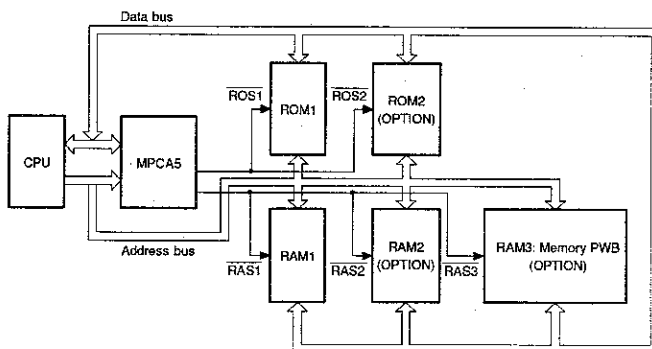 Data bus
ROS1
ROM1
ROS2
ROM2
(OPTION)
CPU
MPCA5
Address bus
RAS1
RAM1
RAS2
RAM2
(OPTION)
RAS3
RAM3: Memory PWB
(OPTION)